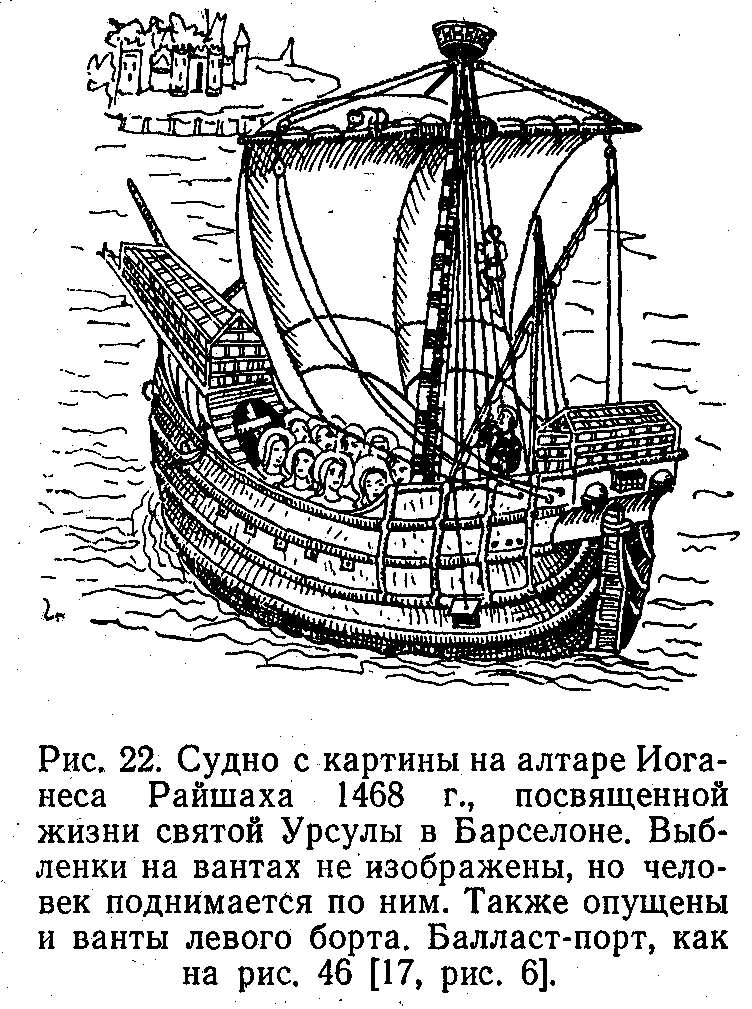 Рис. 22. Судно с картины на алтаре Иога-
неса Райшаха 1468 г., посвященной
жизни святой Урсулы в Барселоне. Выб-
ленки на вантах не изображены, но чело-
век поднимается по ним. Также опущены
и ванты левого борта. Балласт-порт, как
на рис. 46 [17, рис. 6].